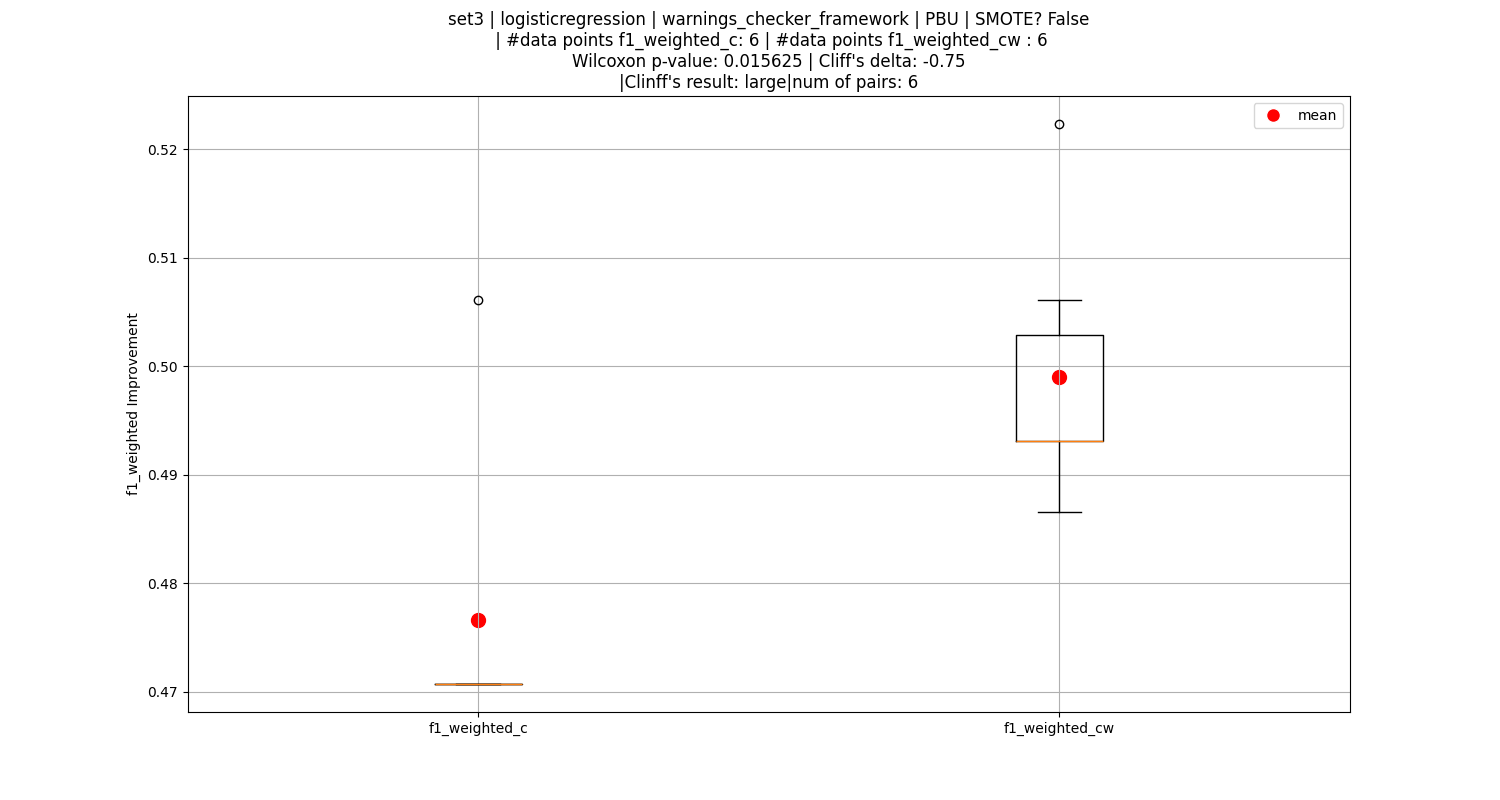 set3 | logisticregression | warnings_checker_framework | PBU | SMOTE? False
| #data points f1_weighted_c: 6 | #data points f1_weighted_cw : 6
Wilcoxon p-value: 0.015625 | Cliff's delta: -0.75
|Clinff's result: large|num of pairs: 6
mean
0.52
0.51
0.50
0.49
0.48
0.47
f1_weighted Improvement
f1_weighted_c
f1_weighted_cw